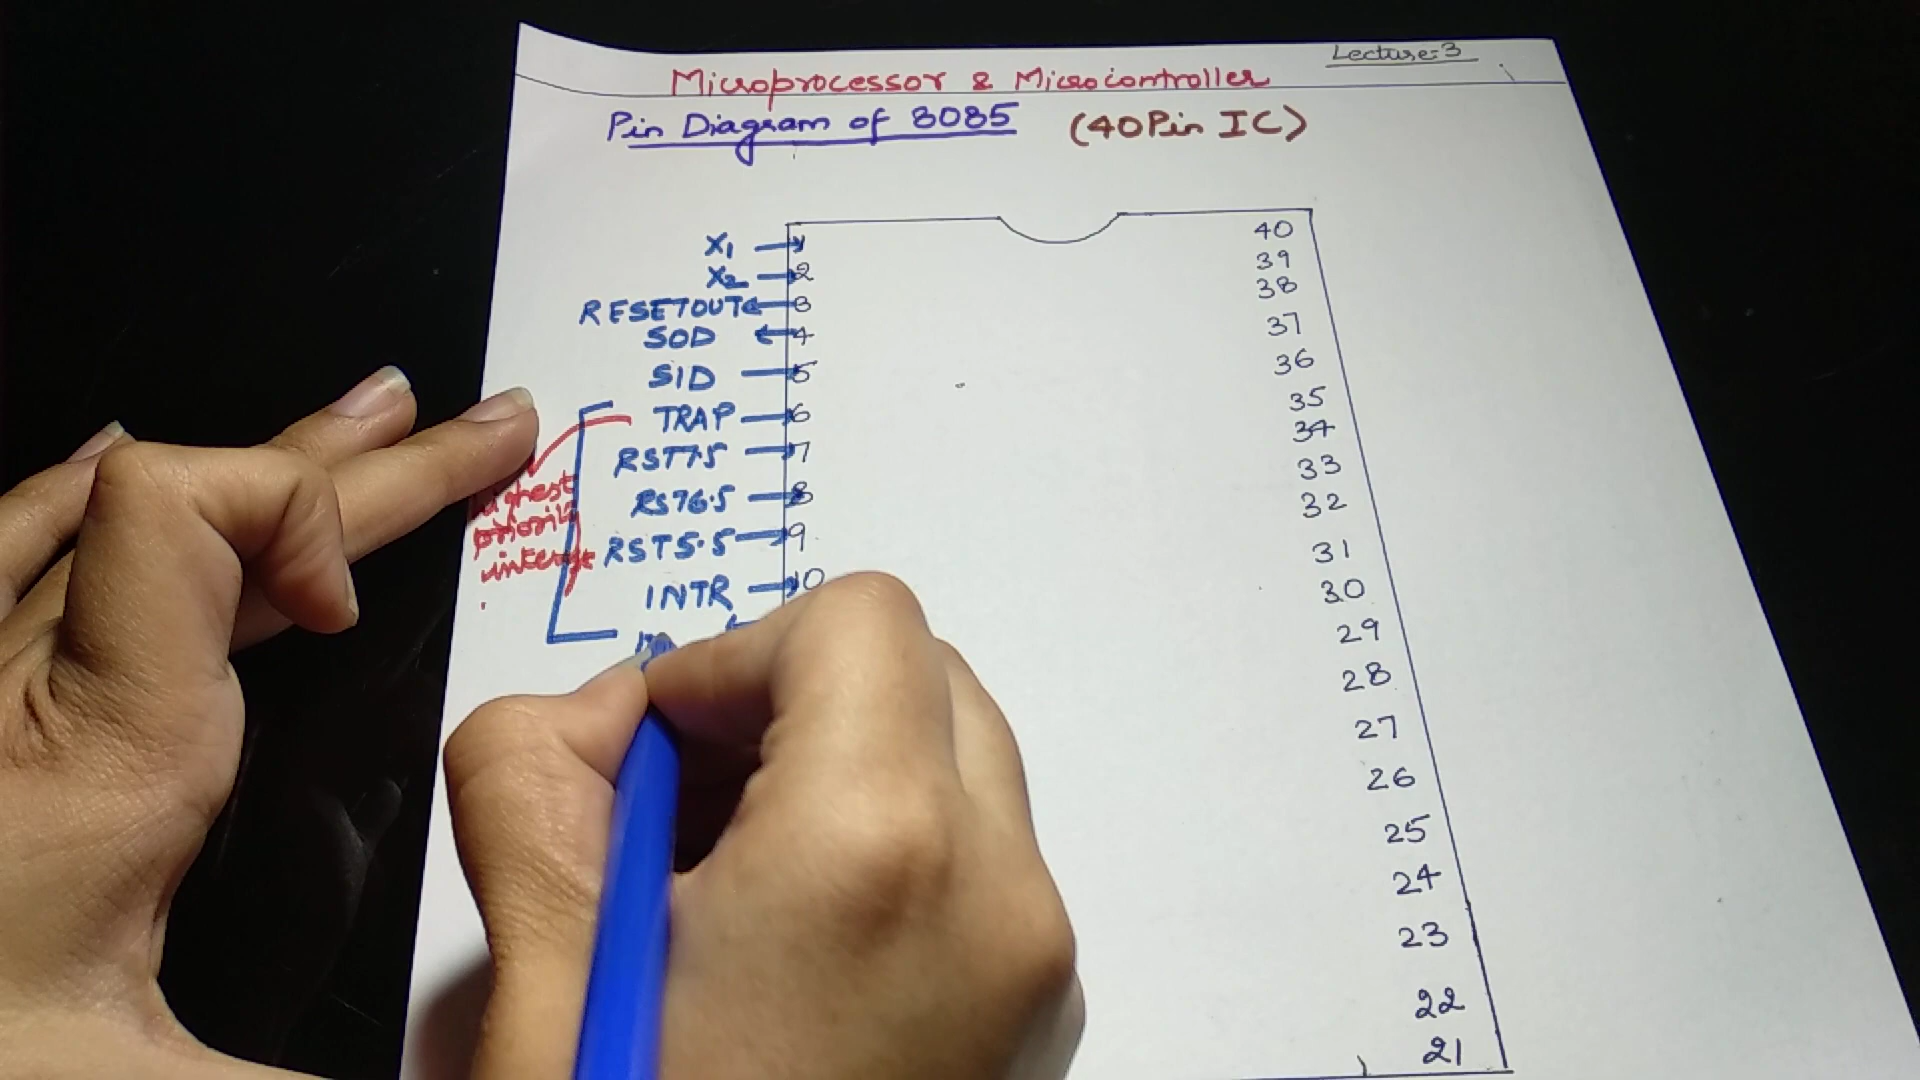 Lecture:3
Microprocessor & Microcontroller
Pin Diagram of 8085 (40Pin IC)
X1 1 40
X2 2 39
RESETOUT 3 38
SOD 4 37
SID 5 36
TRAP 6 35
RST7.5 7 34
RST6.5 8 33
RST5.5 9 32
INTR 10 31
highest
priority
30
29
28
27
26
25
24
23
22
21